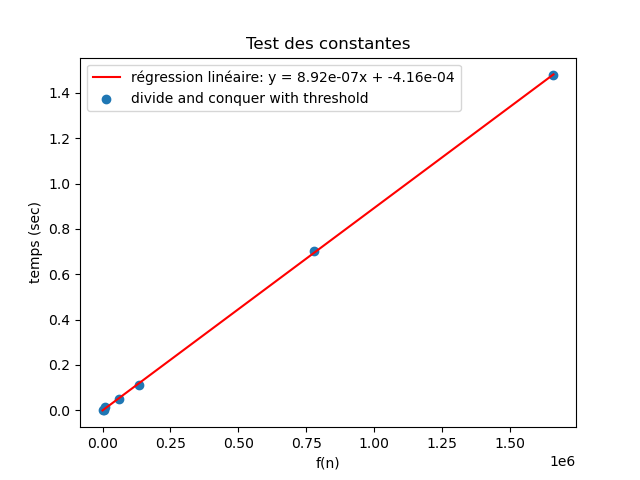 Test des constantes
régression linéaire: y = 8.92e-07x + -4.16e-04
divide and conquer with threshold
temps (sec)
1.4
1.2
1.0
0.8
0.6
0.4
0.2
0.0
0.00 0.25 0.50 0.75 1.00 1.25 1.50
1e6
f(n)